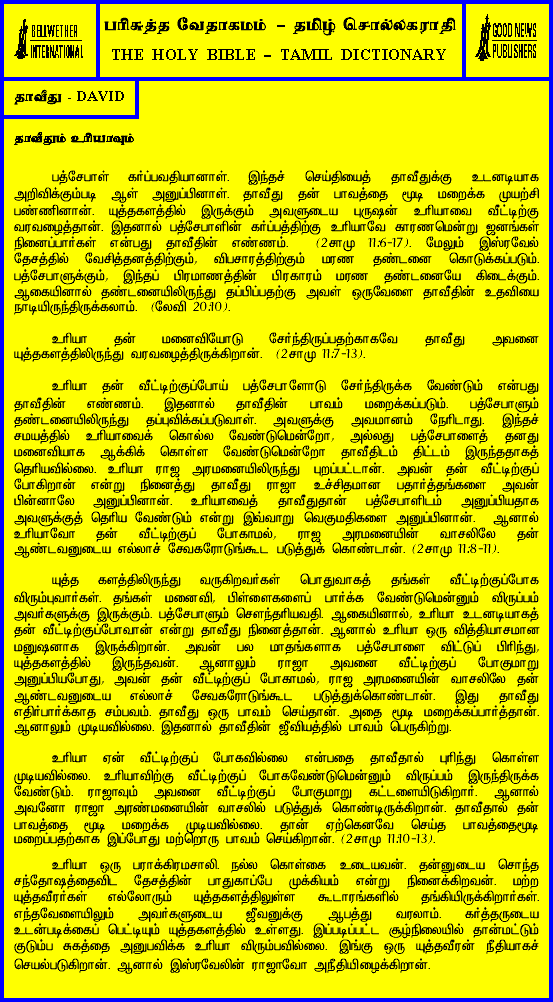 BELLWETHER
INTERNATIONAL
பரிசுத்த வேதாகமம் – தமிழ் சொல்லகராதி
THE HOLY BIBLE – TAMIL DICTIONARY
GOOD NEWS
PUBLISHERS
தாவீது - DAVID
தாவீதும் உரியாவும்
பத்சேபாள் கர்ப்பவதியானாள். இந்தச் செய்தியைத் தாவீதுக்கு உடனடியாக
அறிவிக்கும்படி ஆள் அனுப்பினாள். தாவீது தன் பாவத்தை மூடி மறைக்க முயற்சி
பண்ணினான். யுத்தகளத்தில் இருக்கும் அவளுடைய புருஷன் உரியாவை வீட்டிற்கு
வரவழைத்தான். இதனால் பத்சேபாளின் கர்ப்பத்திற்கு உரியாவே காரணமென்று ஜனங்கள்
நினைப்பார்கள் என்பது தாவீதின் எண்ணம். (2சாமு 11:6-17). மேலும் இஸ்ரவேல்
தேசத்தில் வேசித்தனத்திற்கும், விபசாரத்திற்கும் மரண தண்டனை கொடுக்கப்படும்.
பத்சேபாளுக்கும், இந்தப் பிரமாணத்தின் பிரகாரம் மரண தண்டனையே கிடைக்கும்.
ஆகையினால் தண்டனையிலிருந்து தப்பிப்பதற்கு அவள் ஒருவேளை தாவீதின் உதவியை
நாடியிருந்திருக்கலாம். (லேவி 20:10).
உரியா தன் மனைவியோடு சேர்ந்திருப்பதற்காகவே தாவீது அவனை
யுத்தகளத்திலிருந்து வரவழைத்திருக்கிறான். (2சாமு 11:7-13).
உரியா தன் வீட்டிற்குப்போய் பத்சேபாளோடு சேர்ந்திருக்க வேண்டும் என்பது
தாவீதின் எண்ணம். இதனால் தாவீதின் பாவம் மறைக்கப்படும். பத்சேபாளும்
தண்டனையிலிருந்து தப்புவிக்கப்படுவாள். அவளுக்கு அவமானம் நேரிடாது. இந்தச்
சமயத்தில் உரியாவைக் கொல்ல வேண்டுமென்றோ, அல்லது பத்சேபாளைத் தனது
மனைவியாக ஆக்கிக் கொள்ள வேண்டுமென்றோ தாவீதிடம் திட்டம் இருந்ததாகத்
தெரியவில்லை. உரியா ராஜ அரமனையிலிருந்து புறப்பட்டான். அவன் தன் வீட்டிற்குப்
போகிறான் என்று நினைத்து தாவீது ராஜா உச்சிதமான பதார்த்தங்களை அவன்
பின்னாலே அனுப்பினான். உரியாவைத் தாவீதுதான் பத்சேபாளிடம் அனுப்பியதாக
அவளுக்குத் தெரிய வேண்டும் என்று இவ்வாறு வெகுமதிகளை அனுப்பினான். ஆனால்
உரியாவோ தன் வீட்டிற்குப் போகாமல், ராஜ அரமனையின் வாசலிலே தன்
ஆண்டவனுடைய எல்லாச் சேவகரோடுங்கூட படுத்துக் கொண்டான். (2சாமு 11:8-11).
யுத்த களத்திலிருந்து வருகிறவர்கள் பொதுவாகத் தங்கள் வீட்டிற்குப்போக
விரும்புவார்கள். தங்கள் மனைவி, பிள்ளைகளைப் பார்க்க வேண்டுமென்னும் விருப்பம்
அவர்களுக்கு இருக்கும். பத்சேபாளும் சௌந்தரியவதி. ஆகையினால், உரியா உடனடியாகத்
தன் வீட்டிற்குப்போவான் என்று தாவீது நினைத்தான். ஆனால் உரியா ஒரு வித்தியாசமான
மனுஷனாக இருக்கிறான். அவன் பல மாதங்களாக பத்சேபாளை விட்டுப் பிரிந்து,
யுத்தகளத்தில் இருந்தவன். ஆனாலும் ராஜா அவனை வீட்டிற்குப் போகுமாறு
அனுப்பியபோது, அவன் தன் வீட்டிற்குப் போகாமல், ராஜ அரமனையின் வாசலிலே தன்
ஆண்டவனுடைய எல்லாச் சேவகரோடுங்கூட படுத்துக்கொண்டான். இது தாவீது
எதிர்பார்க்காத சம்பவம். தாவீது ஒரு பாவம் செய்தான். அதை மூடி மறைக்கப்பார்த்தான்.
ஆனாலும் முடியவில்லை. இதனால் தாவீதின் ஜீவியத்தில் பாவம் பெருகிற்று.
உரியா ஏன் வீட்டிற்குப் போகவில்லை என்பதை தாவீதால் புரிந்து கொள்ள
முடியவில்லை. உரியாவிற்கு வீட்டிற்குப் போகவேண்டுமென்னும் விருப்பம் இருந்திருக்க
வேண்டும். ராஜாவும் அவனை வீட்டிற்குப் போகுமாறு கட்டளையிடுகிறார். ஆனால்
அவனோ ராஜா அரண்மனையின் வாசலில் படுத்துக் கொண்டிருக்கிறான். தாவீதால் தன்
பாவத்தை மூடி மறைக்க முடியவில்லை. தான் ஏற்கெனவே செய்த பாவத்தைமூடி
மறைப்பதற்காக இப்போது மற்றொரு பாவம் செய்கிறான். (2சாமு 11:10-13).
உரியா ஒரு பராக்கிரமசாலி. நல்ல கொள்கை உடையவன். தன்னுடைய சொந்த
சந்தோஷத்தைவிட தேசத்தின் பாதுகாப்பே முக்கியம் என்று நினைக்கிறவன். மற்ற
யுத்தவீரர்கள் எல்லோரும் யுத்தகளத்திலுள்ள கூடாரங்களில் தங்கியிருக்கிறார்கள்.
எந்தவேளையிலும் அவர்களுடைய ஜீவனுக்கு ஆபத்து வரலாம். கர்த்தருடைய
உடன்படிக்கைப் பெட்டியும் யுத்தகளத்தில் உள்ளது. இப்படிப்பட்ட சூழ்நிலையில் தான்மட்டும்
குடும்ப சுகத்தை அனுபவிக்க உரியா விரும்பவில்லை. இங்கு ஒரு யுத்தவீரன் நீதியாகச்
செயல்படுகிறான். ஆனால் இஸ்ரவேலின் ராஜாவோ அநீதியிழைக்கிறான்.